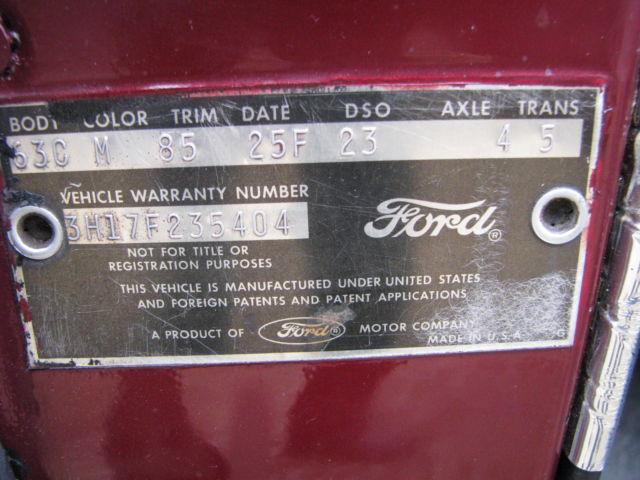 BODY COLOR TRIM DATE DSO AXLE TRANS
63C M 85 25F 23 4 5
VEHICLE WARRANTY NUMBER
3H17F235404
Ford®
NOT FOR TITLE OR
REGISTRATION PURPOSES
THIS VEHICLE IS MANUFACTURED UNDER UNITED STATES
AND FOREIGN PATENTS AND PATENT APPLICATIONS
A PRODUCT OF Ford® MOTOR COMPANY
MADE IN U.S.A.